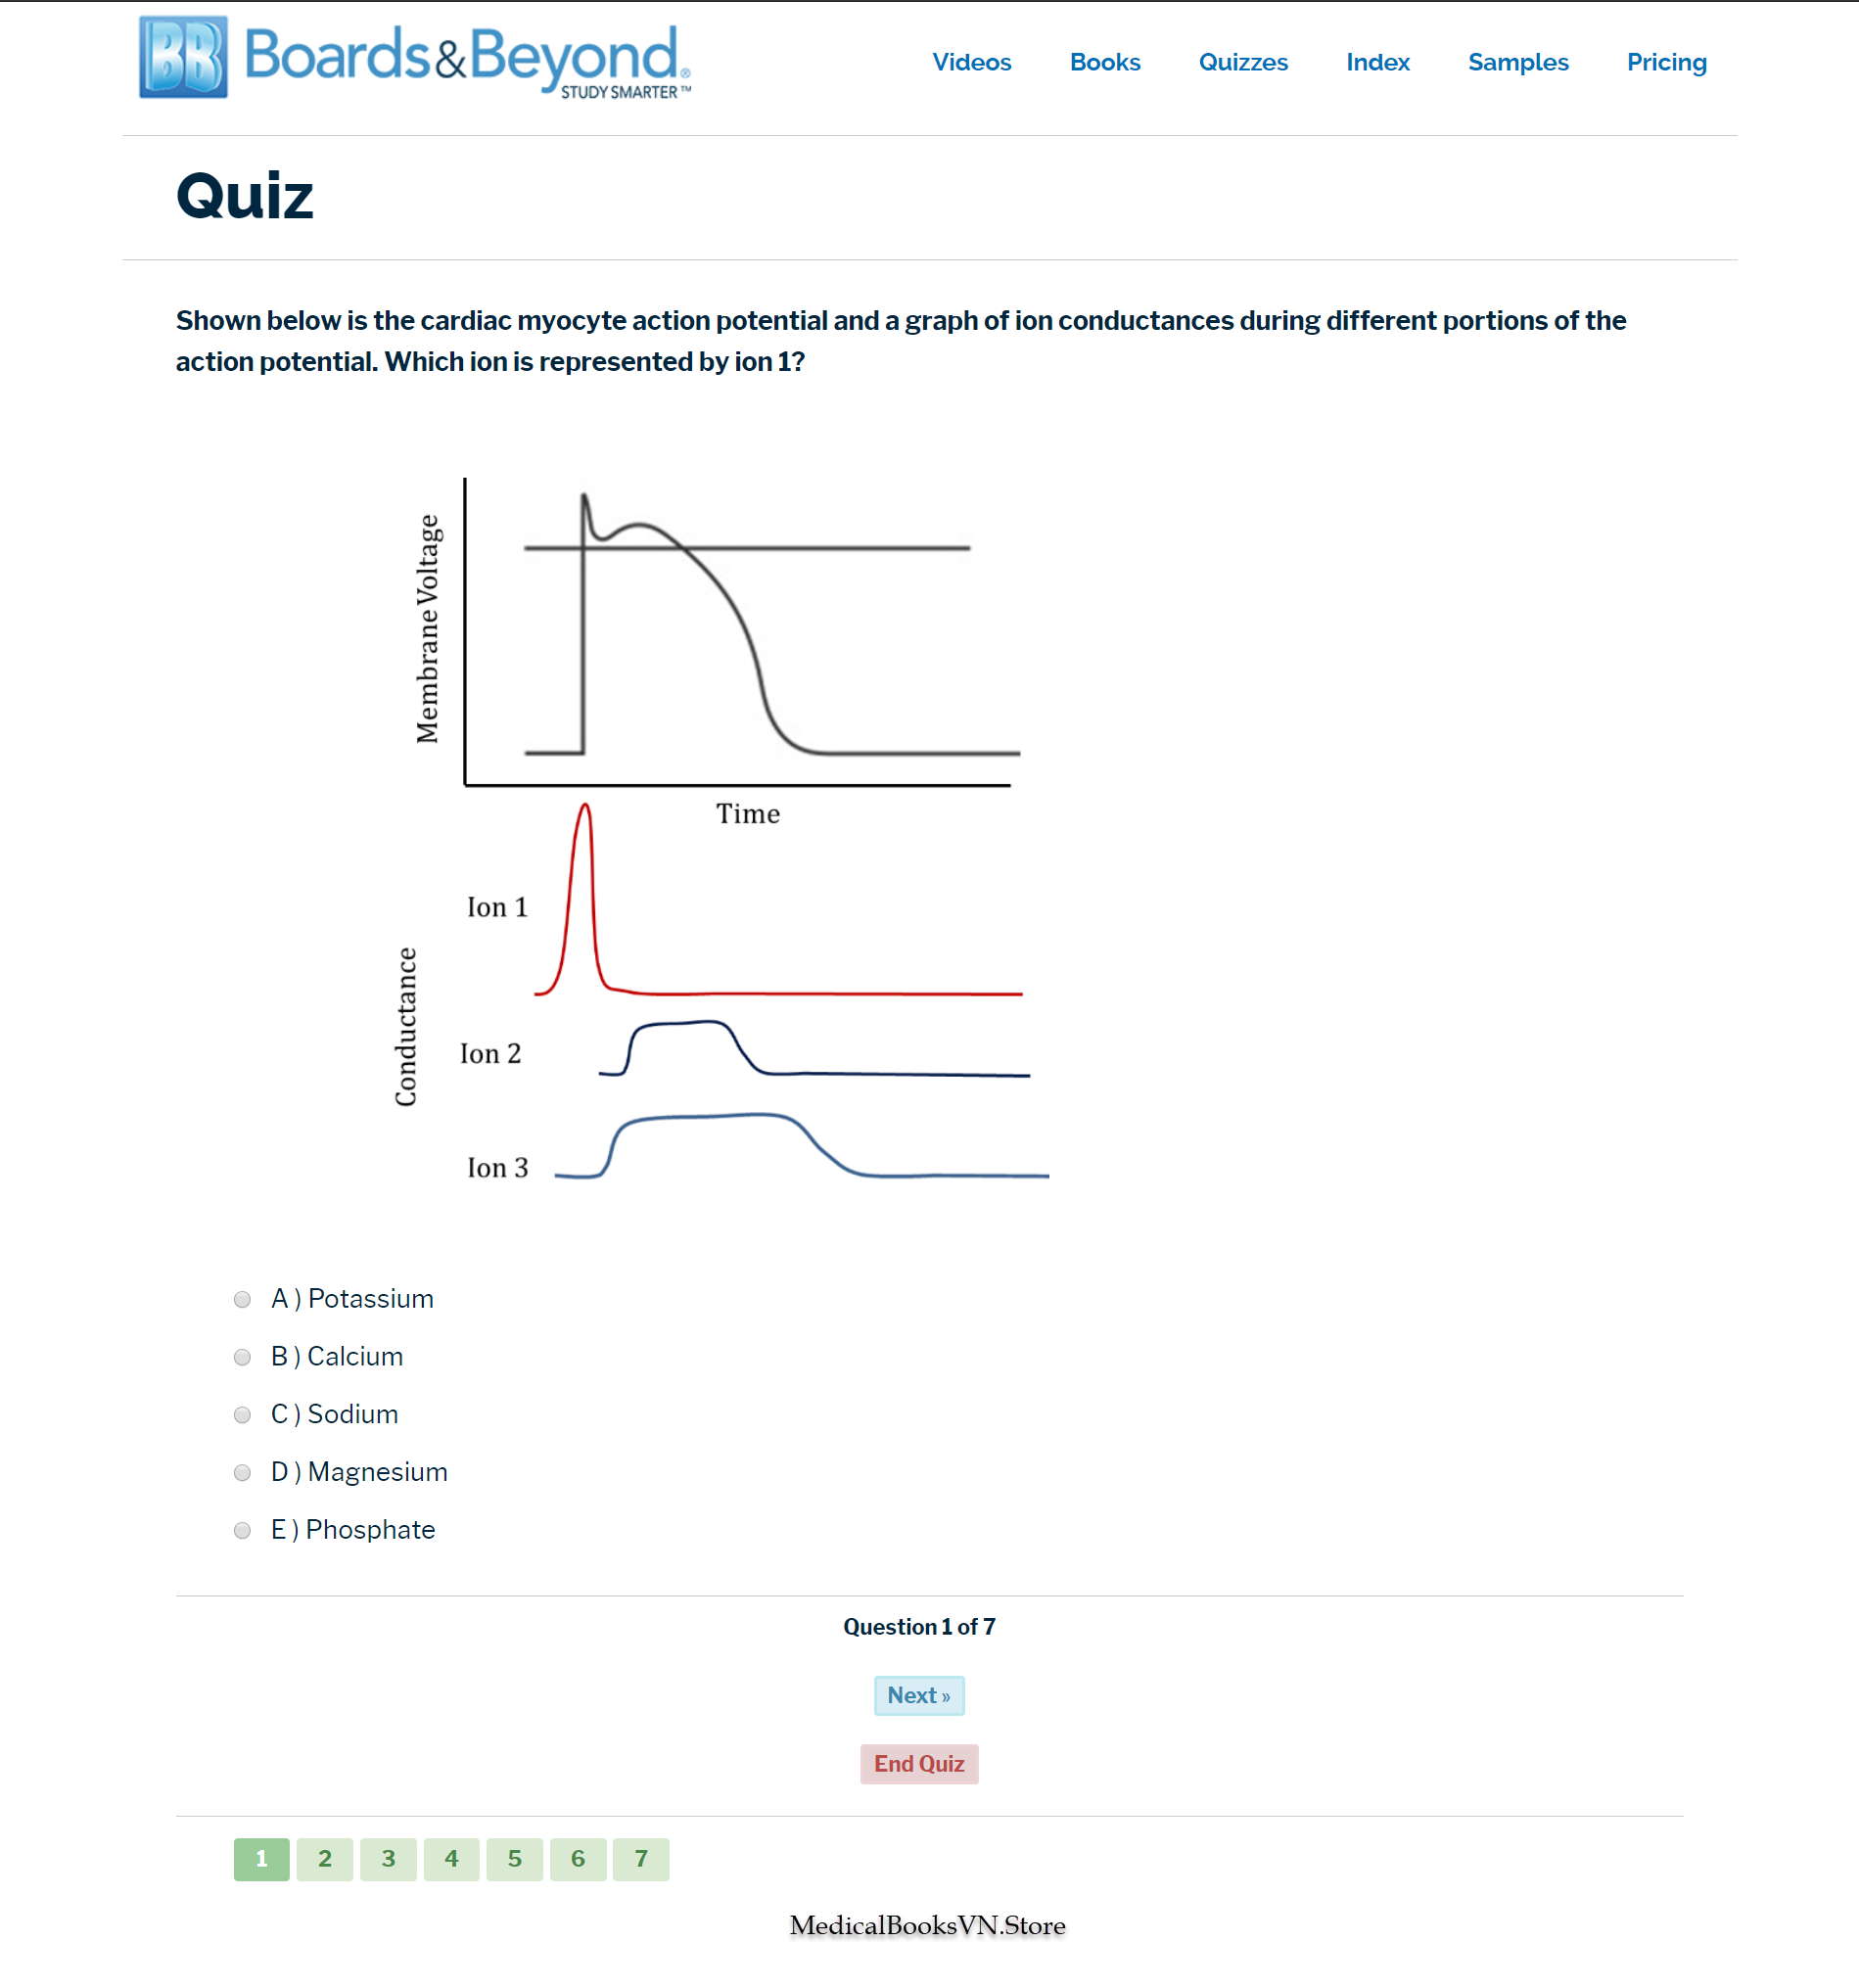 BB Boards&Beyond®
STUDY SMARTER™
Videos Books Quizzes Index Samples Pricing
Quiz
Shown below is the cardiac myocyte action potential and a graph of ion conductances during different portions of the
action potential. Which ion is represented by ion 1?
Membrane Voltage
Time
Conductance
Ion 1
Ion 2
Ion 3
A ) Potassium
B ) Calcium
C ) Sodium
D ) Magnesium
E ) Phosphate
Question 1 of 7
Next »
End Quiz
1 2 3 4 5 6 7
MedicalBooksVN.Store